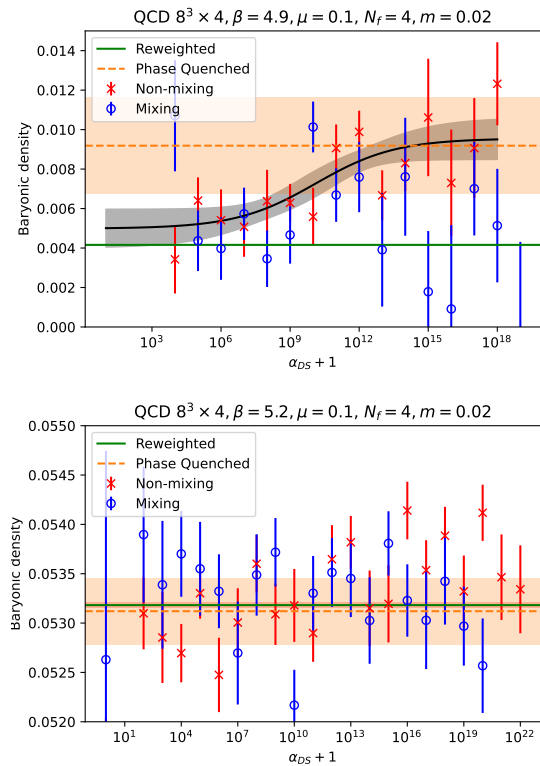 QCD 8³ × 4, β = 4.9, μ = 0.1, N_f = 4, m = 0.02
Reweighted
Phase Quenched
Non-mixing
Mixing
Baryonic density
0.014
0.012
0.010
0.008
0.006
0.004
0.002
0.000
10³ 10⁶ 10⁹ 10¹² 10¹⁵ 10¹⁸
α_DS + 1
QCD 8³ × 4, β = 5.2, μ = 0.1, N_f = 4, m = 0.02
Reweighted
Phase Quenched
Non-mixing
Mixing
Baryonic density
0.0550
0.0545
0.0540
0.0535
0.0530
0.0525
0.0520
10¹ 10⁴ 10⁷ 10¹⁰ 10¹³ 10¹⁶ 10¹⁹ 10²²
α_DS + 1